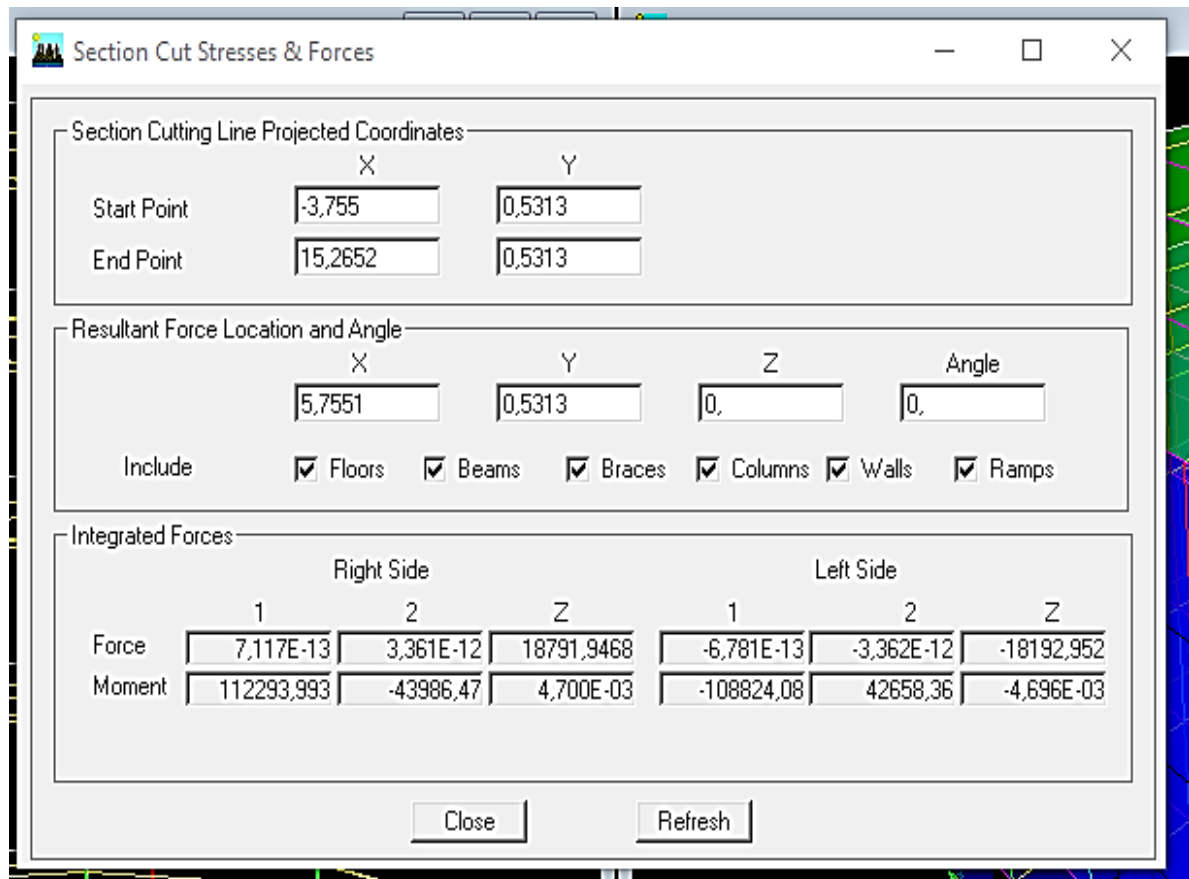 Section Cut Stresses & Forces
Section Cutting Line Projected Coordinates
X Y
Start Point -3,755 0,5313
End Point 15,2652 0,5313
Resultant Force Location and Angle
X Y Z Angle
5,7551 0,5313 0, 0,
Include Floors Beams Braces Columns Walls Ramps
Integrated Forces
Right Side Left Side
1 2 Z 1 2 Z
Force 7,117E-13 3,361E-12 18791,9468 -6,781E-13 -3,362E-12 -18192,952
Moment 112293,993 -43986,47 4,700E-03 -108824,08 42658,36 -4,696E-03
Close Refresh